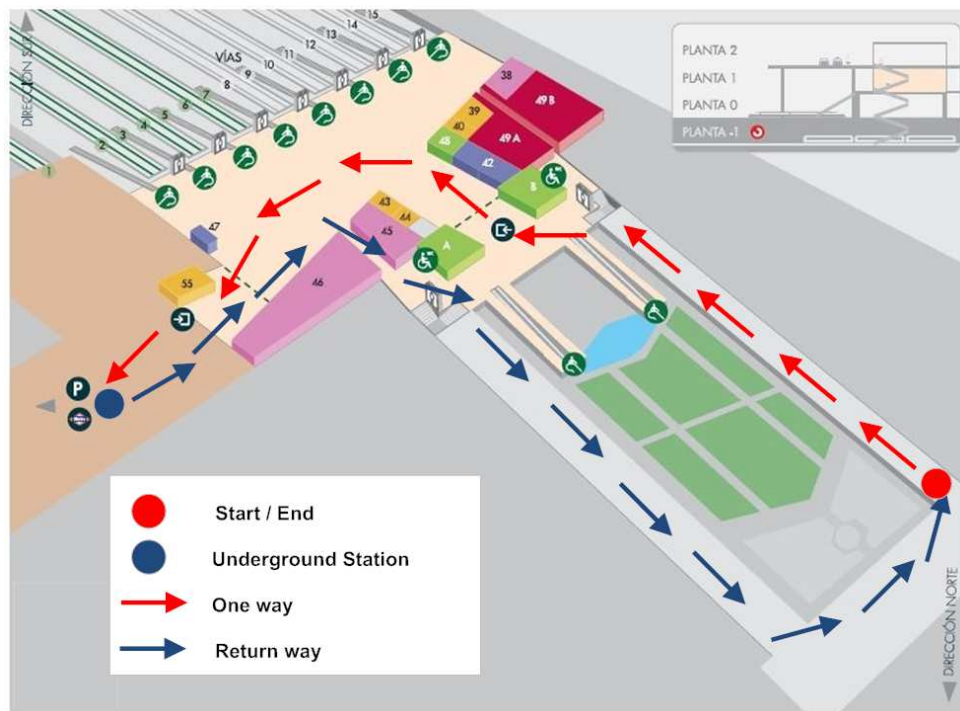 DIRECCIÓN SUR
VÍAS
1
2
3
4
5
6
7
8
9
10
11
12
13
14
15
38
49 B
39
40
49 A
48
42
B
43
44
45
A
47
46
55
P
PLANTA 2
PLANTA 1
PLANTA 0
PLANTA -1
DIRECCIÓN NORTE
Start / End
Underground Station
One way
Return way